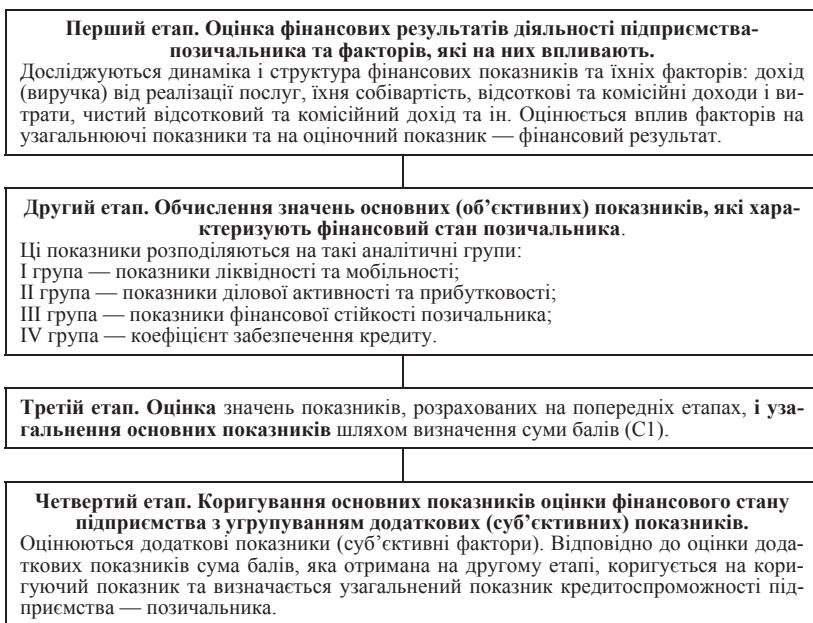 Перший етап. Оцінка фінансових результатів діяльності підприємства-
позичальника та факторів, які на них впливають.
Досліджуються динаміка і структура фінансових показників та їхніх факторів: дохід
(виручка) від реалізації послуг, їхня собівартість, відсоткові та комісійні доходи і ви-
трати, чистий відсотковий та комісійний дохід та ін. Оцінюється вплив факторів на
узагальнюючі показники та на оціночний показник — фінансовий результат.
Другий етап. Обчислення значень основних (об’єктивних) показників, які хара-
ктеризують фінансовий стан позичальника.
Ці показники розподіляються на такі аналітичні групи:
І група — показники ліквідності та мобільності;
ІІ група — показники ділової активності та прибутковості;
ІІІ група — показники фінансової стійкості позичальника;
IV група — коефіцієнт забезпечення кредиту.
Третій етап. Оцінка значень показників, розрахованих на попередніх етапах, і уза-
гальнення основних показників шляхом визначення суми балів (С1).
Четвертий етап. Коригування основних показників оцінки фінансового стану
підприємства з угрупуванням додаткових (суб’єктивних) показників.
Оцінюються додаткові показники (суб’єктивні фактори). Відповідно до оцінки дода-
ткових показників сума балів, яка отримана на другому етапі, коригується на кори-
гуючий показник та визначається узагальнений показник кредитоспроможності під-
приємства — позичальника.